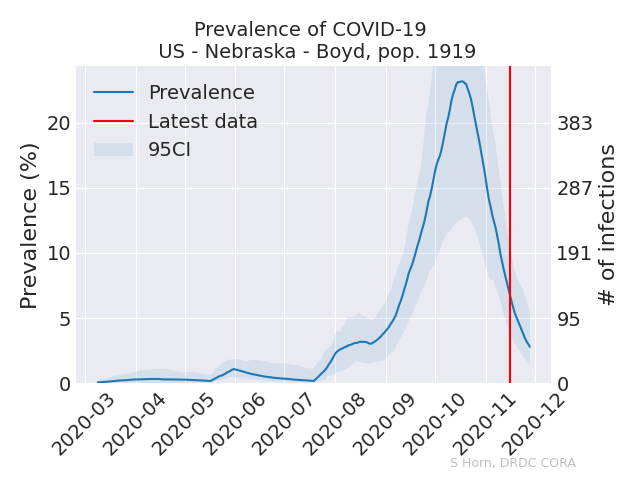 Prevalence of COVID-19
US - Nebraska - Boyd, pop. 1919
Prevalence
Latest data
95CI
Prevalence (%)
20
15
10
5
0
383
287
191
95
0
# of infections
2020-03
2020-04
2020-05
2020-06
2020-07
2020-08
2020-09
2020-10
2020-11
2020-12
S Horn, DRDC CORA